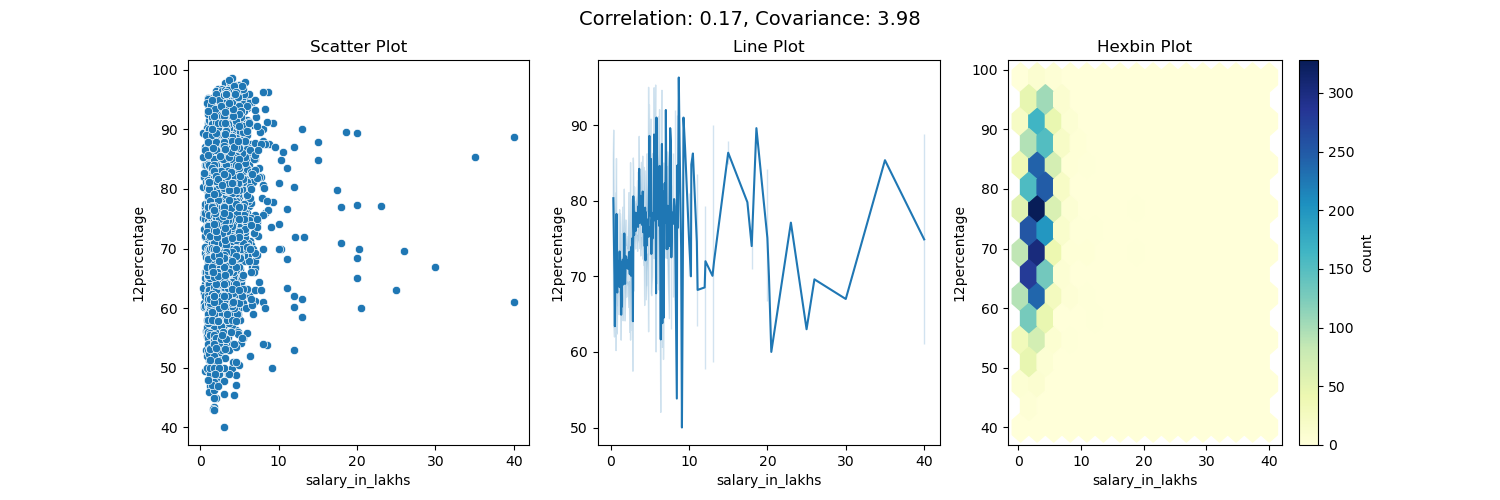 Correlation: 0.17, Covariance: 3.98
Scatter Plot
100
90
80
70
60
50
40
12percentage
0 10 20 30 40
salary_in_lakhs
Line Plot
90
80
70
60
50
12percentage
0 10 20 30 40
salary_in_lakhs
Hexbin Plot
100
90
80
70
60
50
40
12percentage
0 10 20 30 40
salary_in_lakhs
300
250
200
150
100
50
0
count